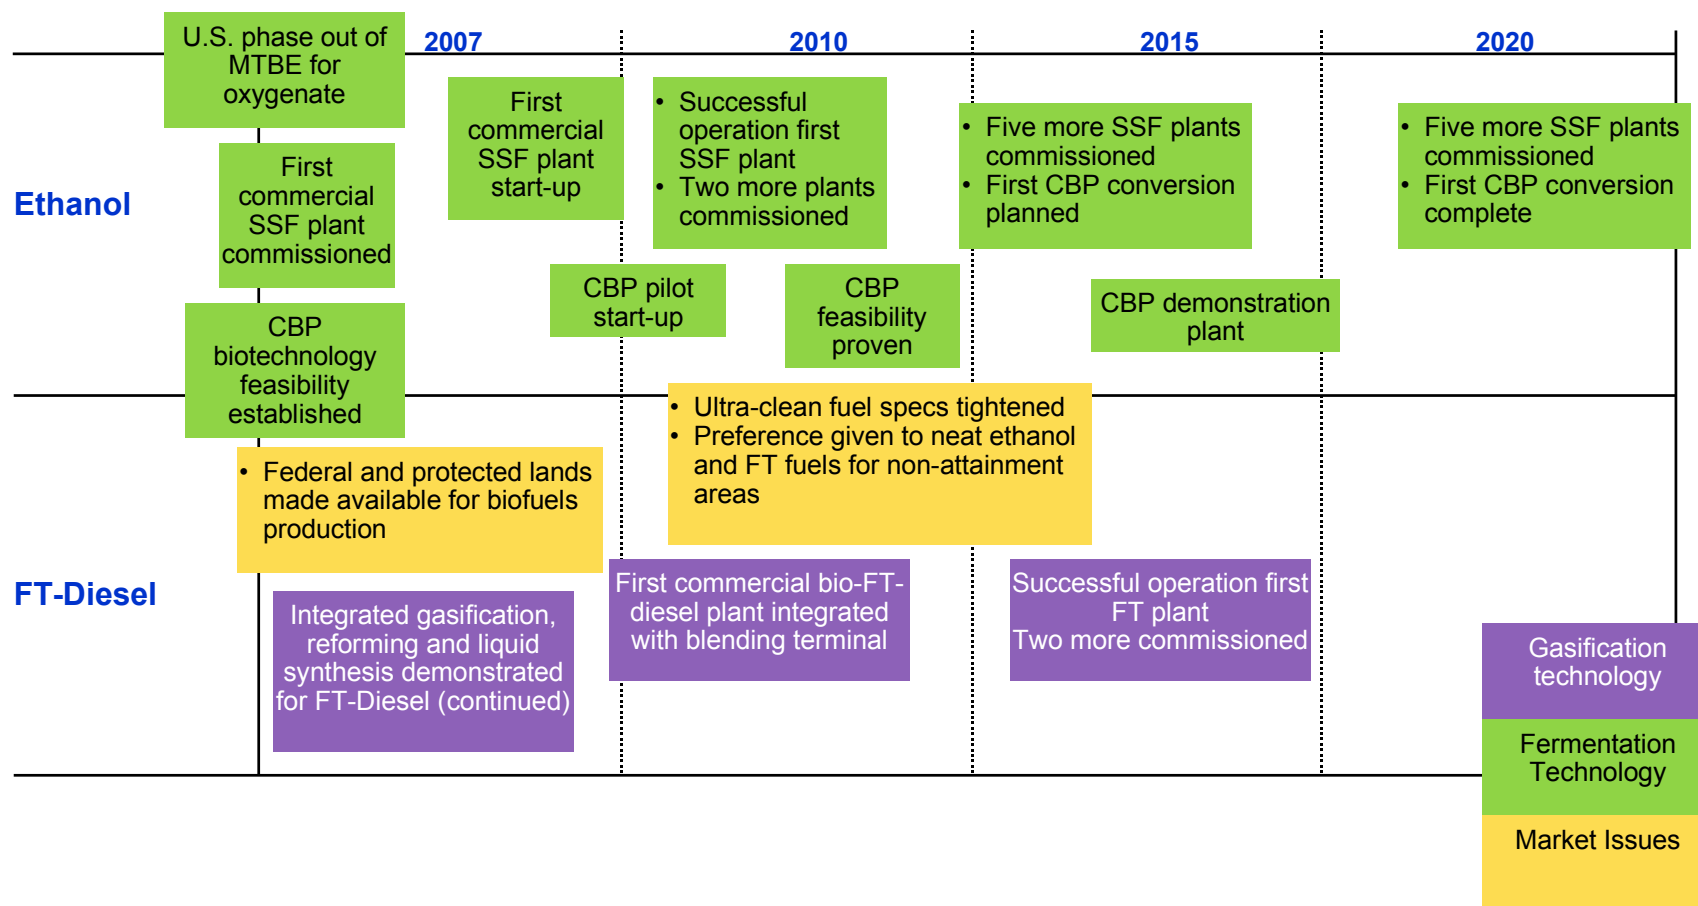 U.S. phase out of
MTBE for
oxygenate
2007
2010
2015
2020
Ethanol
First
commercial
SSF plant
commissioned
First
commercial
SSF plant
start-up
• Successful
operation first
SSF plant
• Two more plants
commissioned
• Five more SSF plants
commissioned
• First CBP conversion
planned
• Five more SSF plants
commissioned
• First CBP conversion
complete
CBP
biotechnology
feasibility
established
CBP pilot
start-up
CBP
feasibility
proven
CBP demonstration
plant
• Ultra-clean fuel specs tightened
• Preference given to neat ethanol
and FT fuels for non-attainment
areas
• Federal and protected lands
made available for biofuels
production
FT-Diesel
Integrated gasification,
reforming and liquid
synthesis demonstrated
for FT-Diesel (continued)
First commercial bio-FT-
diesel plant integrated
with blending terminal
Successful operation first
FT plant
Two more commissioned
Gasification
technology
Fermentation
Technology
Market Issues